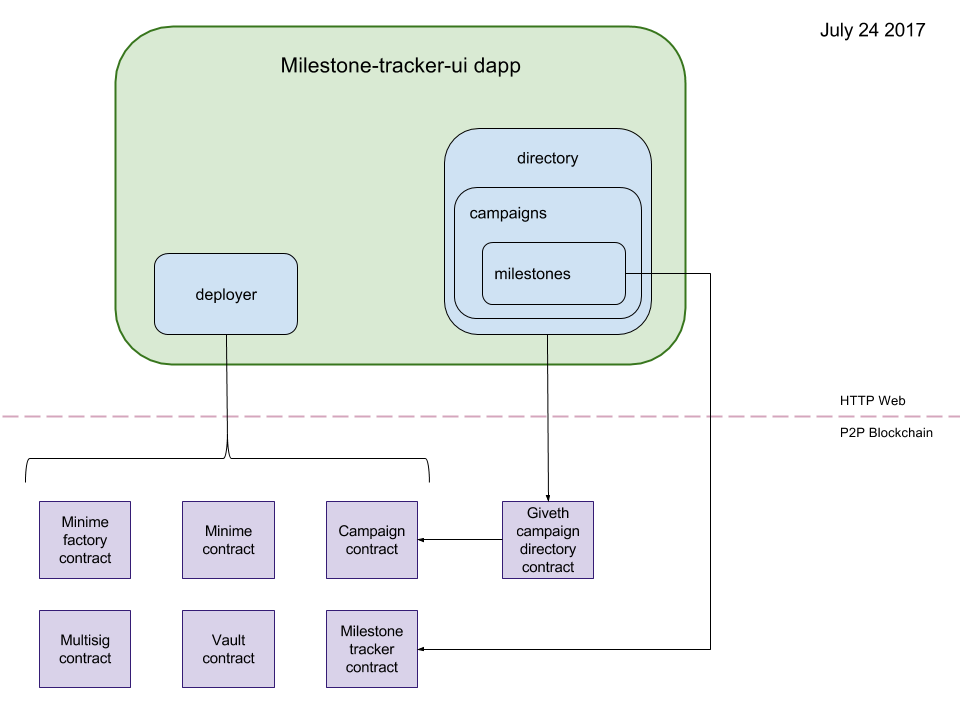 July 24 2017
Milestone-tracker-ui dapp
directory
campaigns
milestones
deployer
HTTP Web
P2P Blockchain
Minime
factory
contract
Minime
contract
Campaign
contract
Giveth
campaign
directory
contract
Multisig
contract
Vault
contract
Milestone
tracker
contract